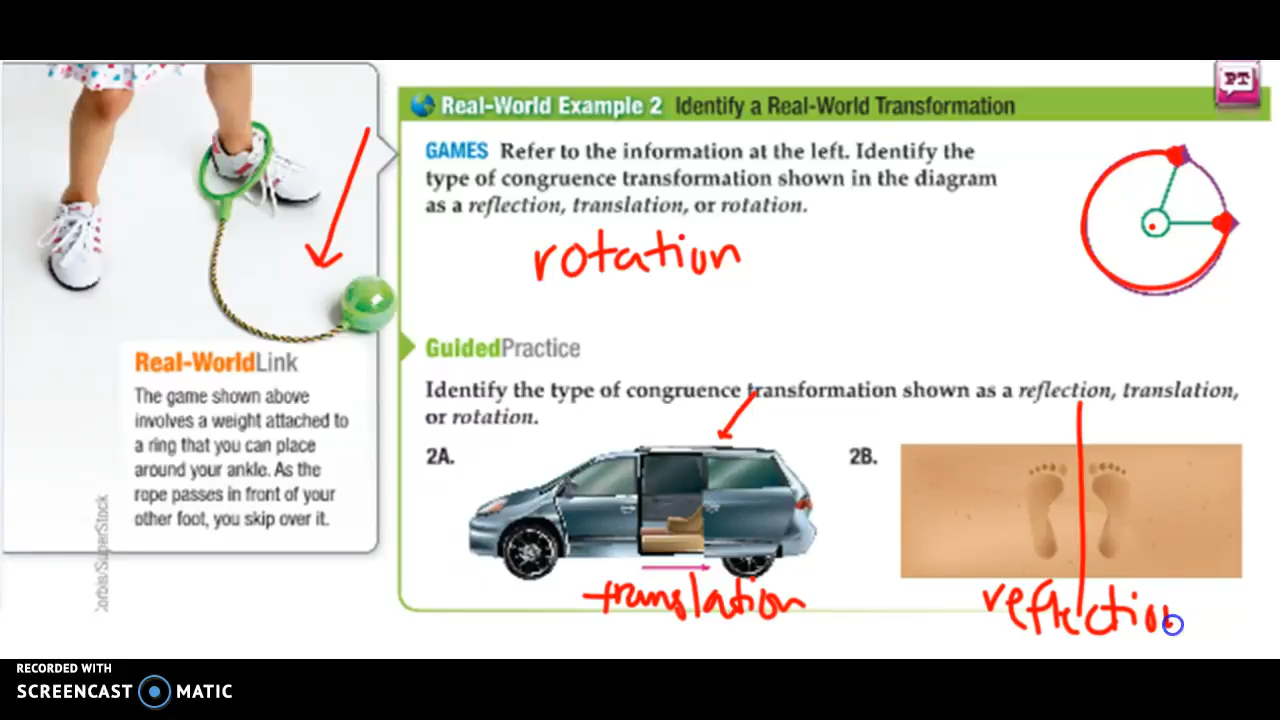 PT
Real-World Example 2 Identify a Real-World Transformation
GAMES Refer to the information at the left. Identify the
type of congruence transformation shown in the diagram
as a reflection, translation, or rotation.
rotation
Real-WorldLink
The game shown above
involves a weight attached to
a ring that you can place
around your ankle. As the
rope passes in front of your
other foot, you skip over it.
orbis/SuperStock
GuidedPractice
Identify the type of congruence transformation shown as a reflection, translation,
or rotation.
2A.
translation
2B.
reflection
RECORDED WITH
SCREENCAST MATIC